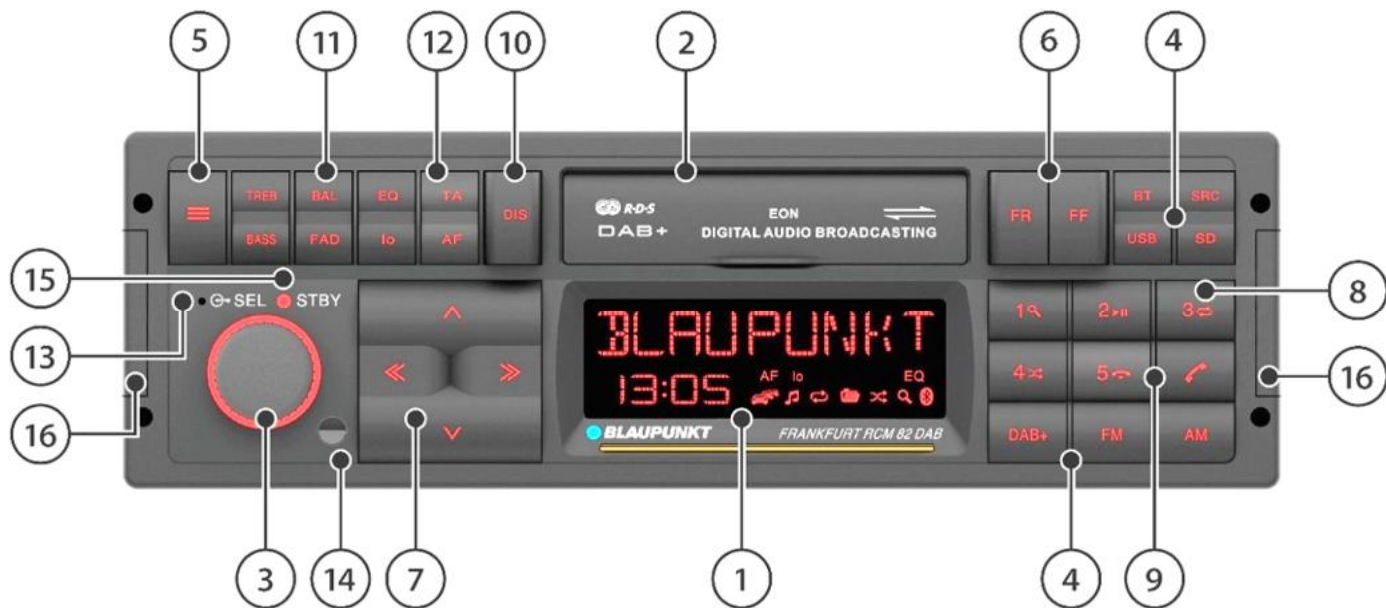 5 11 12 10 2 6 4
TREB BAL EQ TA
DIS
BASS FAD lo AF
R·D·S
EON
DAB+ DIGITAL AUDIO BROADCASTING
FR FF
BT SRC
USB SD
15
8
SEL STBY
13
16
1 2 3
4 5
BLAUPUNKT
AF lo EQ
13:05
16
BLAUPUNKT FRANKFURT RCM 82 DAB
DAB+ FM AM
3 14 7 1 4 9